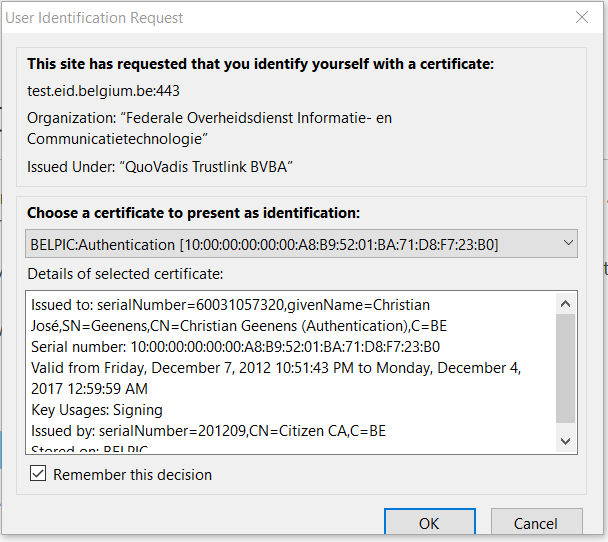 User Identification Request
This site has requested that you identify yourself with a certificate:
test.eid.belgium.be:443
Organization: “Federale Overheidsdienst Informatie- en
Communicatietechnologie”
Issued Under: “QuoVadis Trustlink BVBA”
Choose a certificate to present as identification:
BELPIC:Authentication [10:00:00:00:00:00:A8:B9:52:01:BA:71:D8:F7:23:B0]
Details of selected certificate:
Issued to: serialNumber=60031057320,givenName=Christian
José,SN=Geenens,CN=Christian Geenens (Authentication),C=BE
Serial number: 10:00:00:00:00:00:A8:B9:52:01:BA:71:D8:F7:23:B0
Valid from Friday, December 7, 2012 10:51:43 PM to Monday, December 4,
2017 12:59:59 AM
Key Usages: Signing
Issued by: serialNumber=201209,CN=Citizen CA,C=BE
Stored on: BELPIC
Remember this decision
OK
Cancel